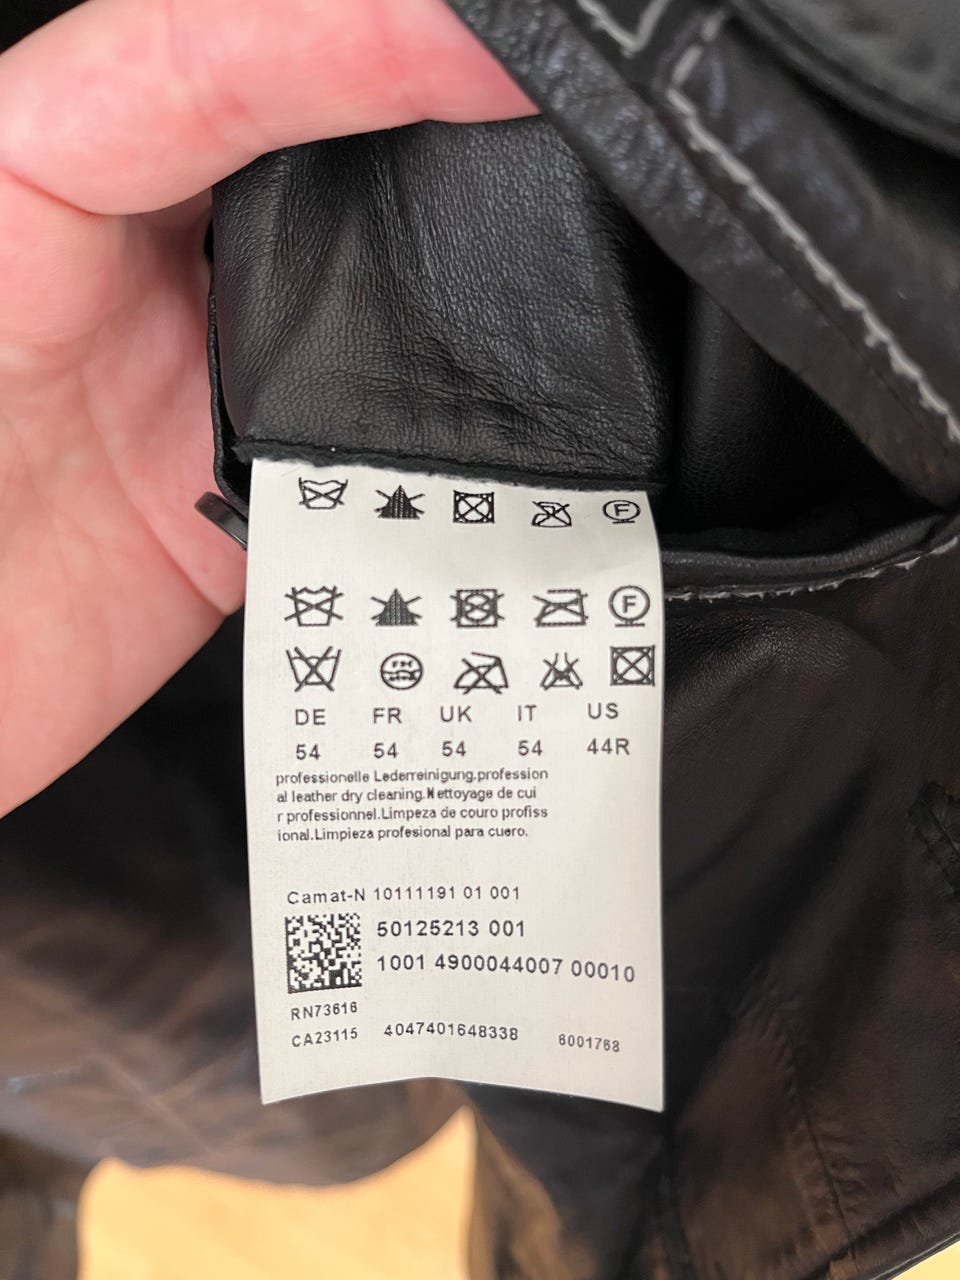 F
F
DE FR UK IT US
54 54 54 54 44R
professionelle Lederreinigung.profession
al leather dry cleaning.Nettoyage de cui
r professionnel.Limpeza de couro profiss
ional.Limpieza profesional para cuero.
Camat-N 10111191 01 001
50125213 001
1001 4900044007 00010
RN73616
CA23115 4047401648338 6001768